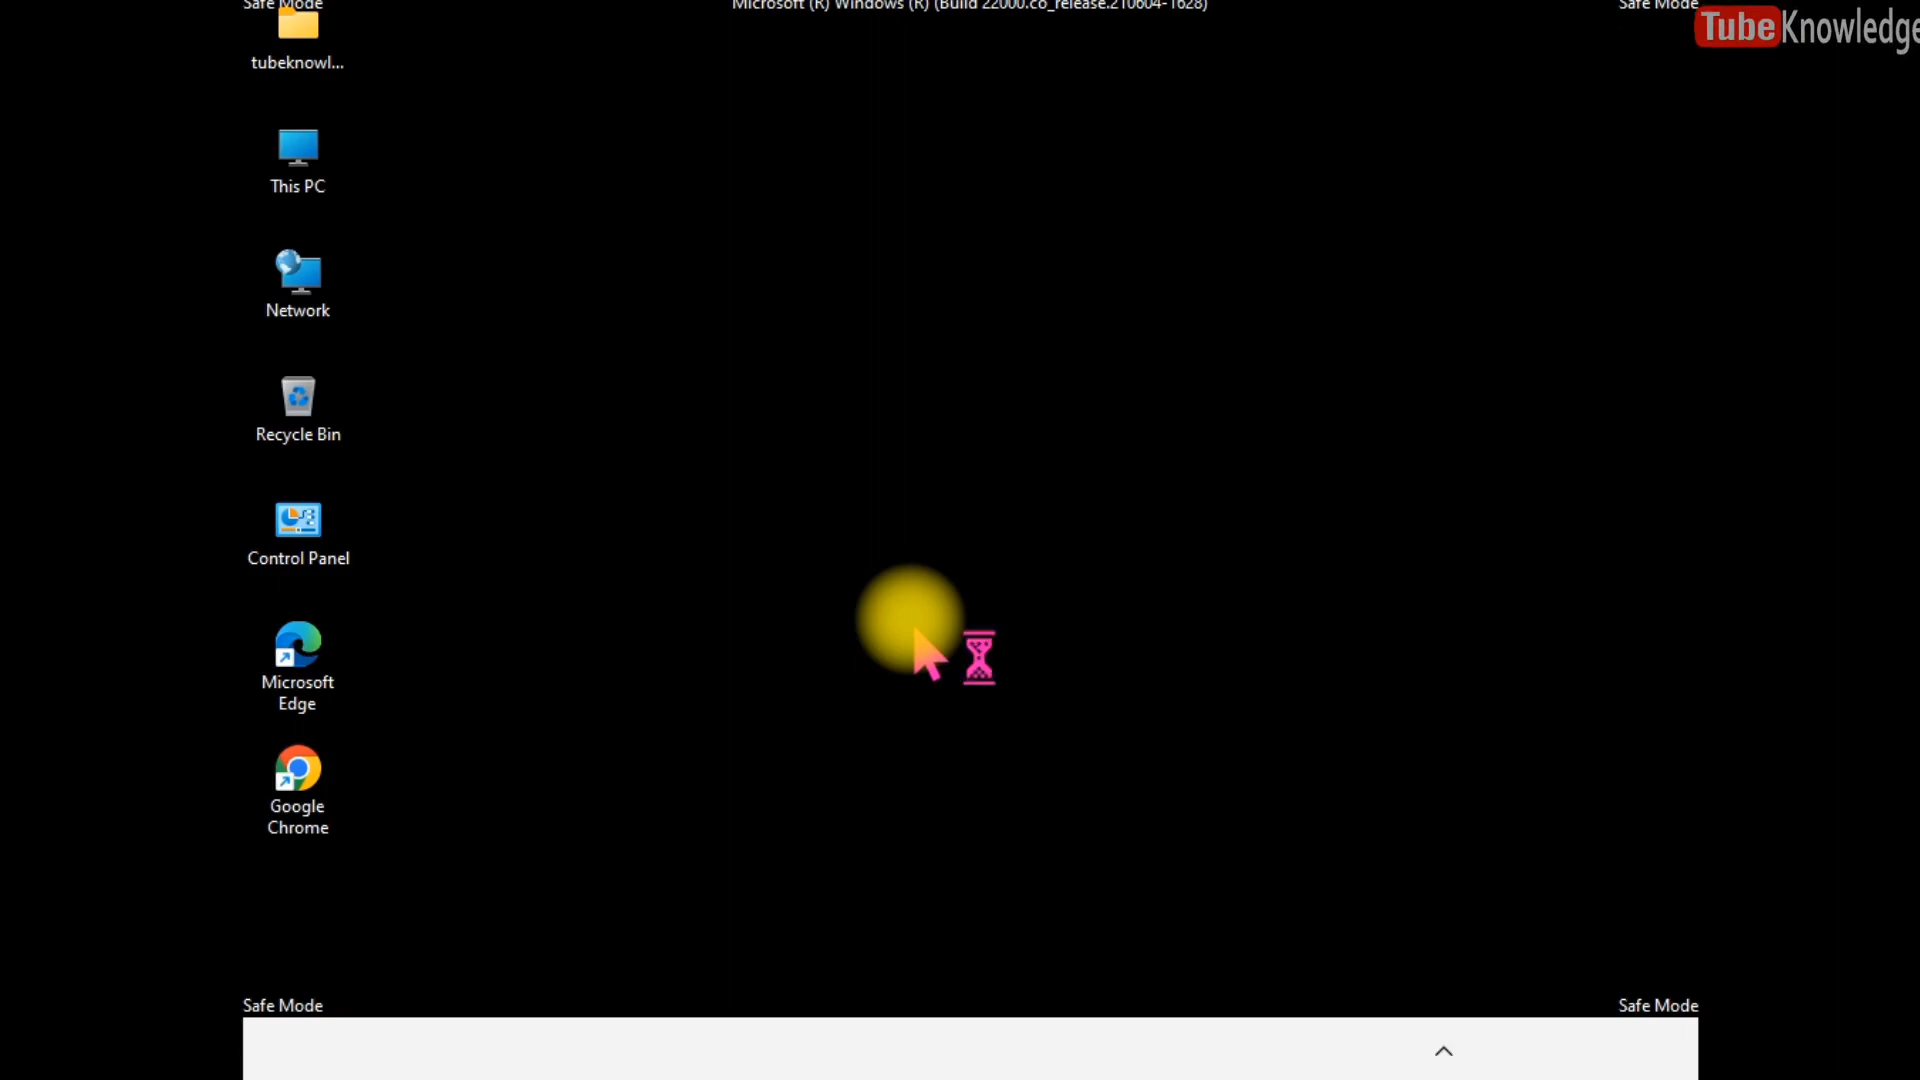 Safe Mode
Microsoft (R) Windows (R) (Build 22000.co_release.210604-1628)
Safe Mode
TubeKnowledge
tubeknowl...
This PC
Network
Recycle Bin
Control Panel
Microsoft
Edge
Google
Chrome
Safe Mode
Safe Mode